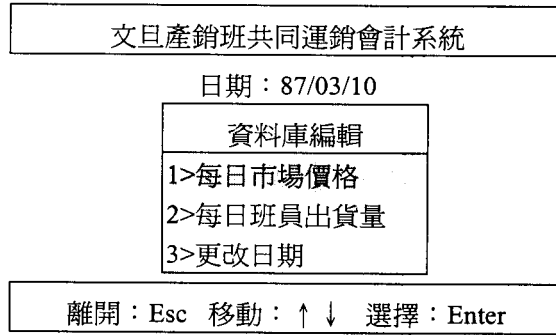 文旦產銷班共同運銷會計系統
日期：87/03/10
資料庫編輯
1>每日市場價格
2>每日班員出貨量
3>更改日期
離開：Esc 移動：↑↓ 選擇：Enter